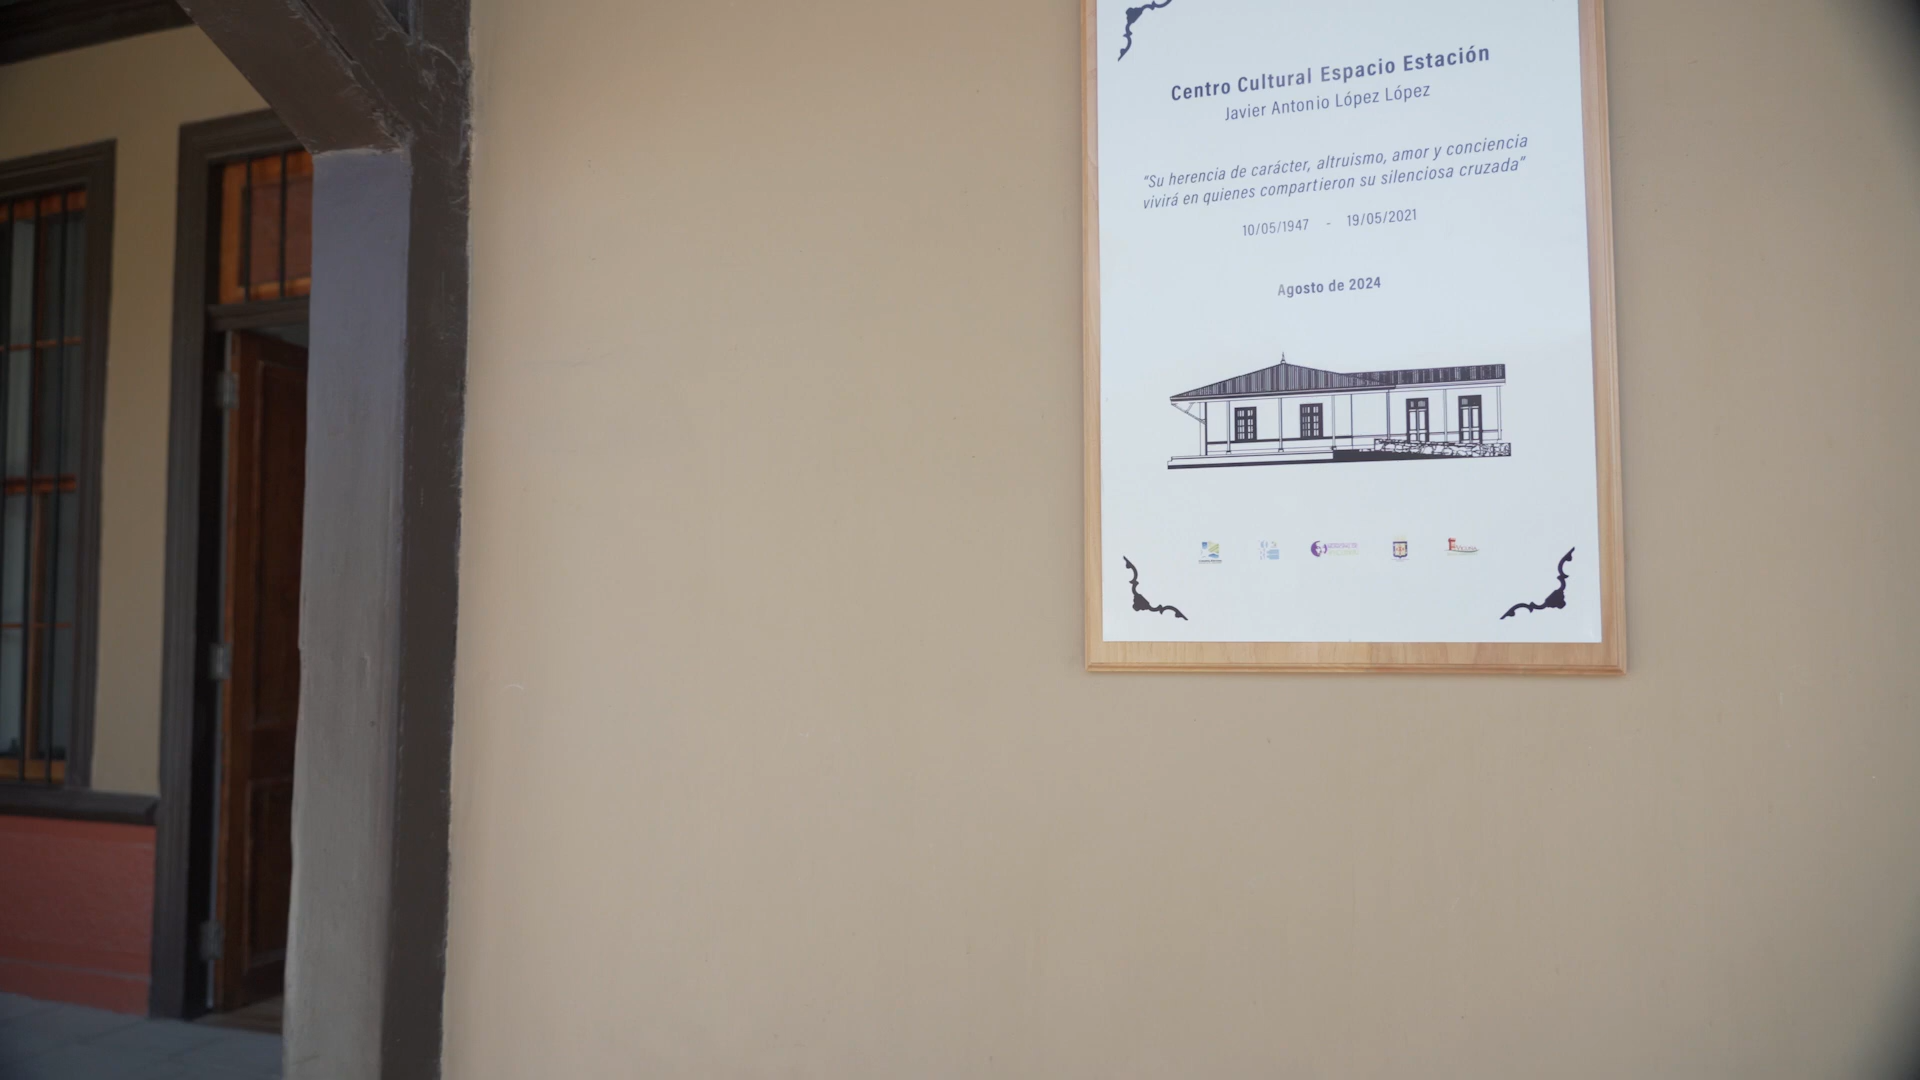 Centro Cultural Espacio Estación
Javier Antonio López López
“Su herencia de carácter, altruismo, amor y conciencia
vivirá en quienes compartieron su silenciosa cruzada”
10/05/1947 - 19/05/2021
Agosto de 2024